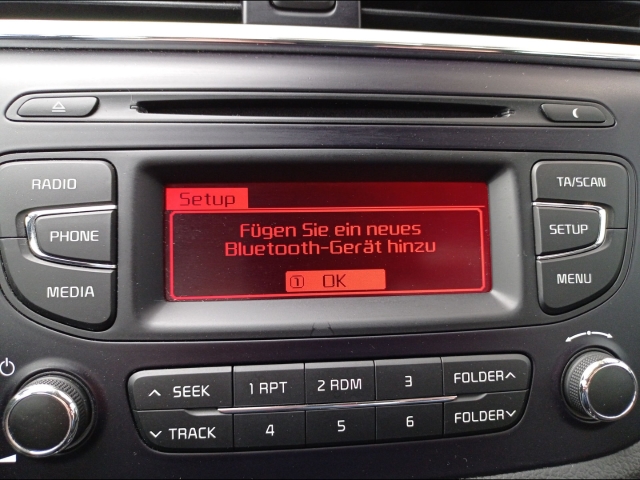 RADIO
PHONE
MEDIA
Setup
Fügen Sie ein neues
Bluetooth-Gerät hinzu
1 OK
TA/SCAN
SETUP
MENU
SEEK
1 RPT
2 RDM
3
FOLDER
TRACK
4
5
6
FOLDER